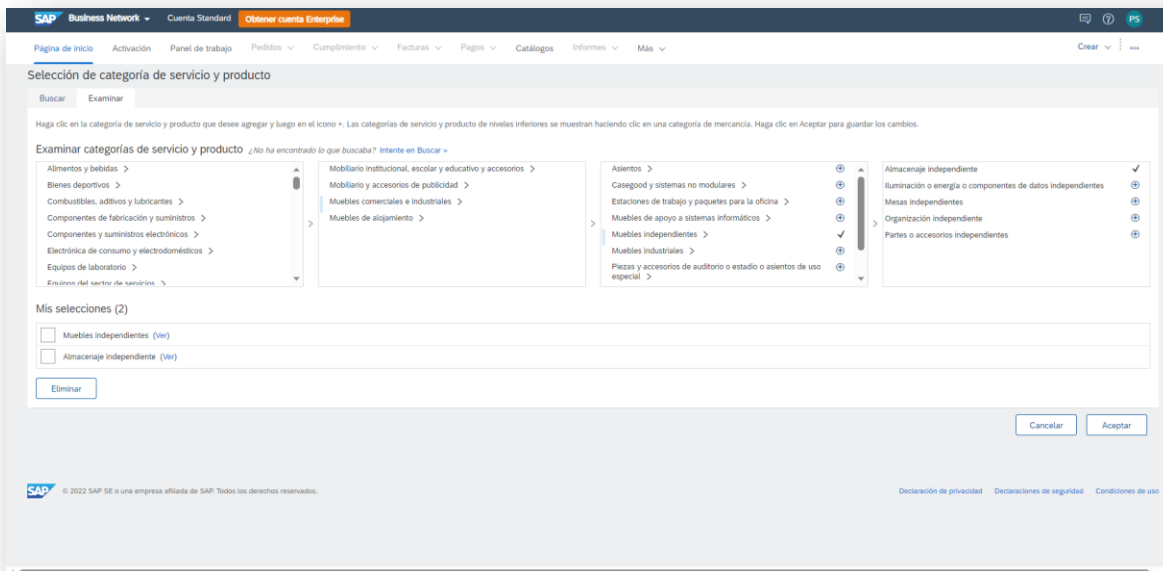 SAP Business Network Cuenta Standard Obtener cuenta Enterprise PS
Página de inicio Activación Panel de trabajo Pedidos Cumplimiento Facturas Pagos Catálogos Informes Más Crear
Selección de categoría de servicio y producto
Buscar Examinar
Haga clic en la categoría de servicio y producto que desee agregar y luego en el icono +. Las categorías de servicio y producto de niveles inferiores se muestran haciendo clic en una categoría de mercancía. Haga clic en Aceptar para guardar los cambios.
Examinar categorías de servicio y producto ¿No ha encontrado lo que buscaba? Intente en Buscar »
Alimentos y bebidas >
Bienes deportivos >
Combustibles, aditivos y lubricantes >
Componentes de fabricación y suministros >
Componentes y suministros electrónicos >
Electrónica de consumo y electrodomésticos >
Equipos de laboratorio >
Equipos del sector de servicios >
Mobiliario institucional, escolar y educativo y accesorios >
Mobiliario y accesorios de publicidad >
Muebles comerciales e industriales >
Muebles de alojamiento >
Asientos >
Casegood y sistemas no modulares >
Estaciones de trabajo y paquetes para la oficina >
Muebles de apoyo a sistemas informáticos >
Muebles independientes >
Muebles industriales >
Piezas y accesorios de auditorio o estadio o asientos de uso
especial >
Almacenaje independiente
Iluminación o energía o componentes de datos independientes
Mesas independientes
Organización independiente
Partes o accesorios independientes
Mis selecciones (2)
Muebles independientes (Ver)
Almacenaje independiente (Ver)
Eliminar
Cancelar Aceptar
SAP © 2022 SAP SE o una empresa afiliada de SAP. Todos los derechos reservados. Declaración de privacidad Declaraciones de seguridad Condiciones de uso